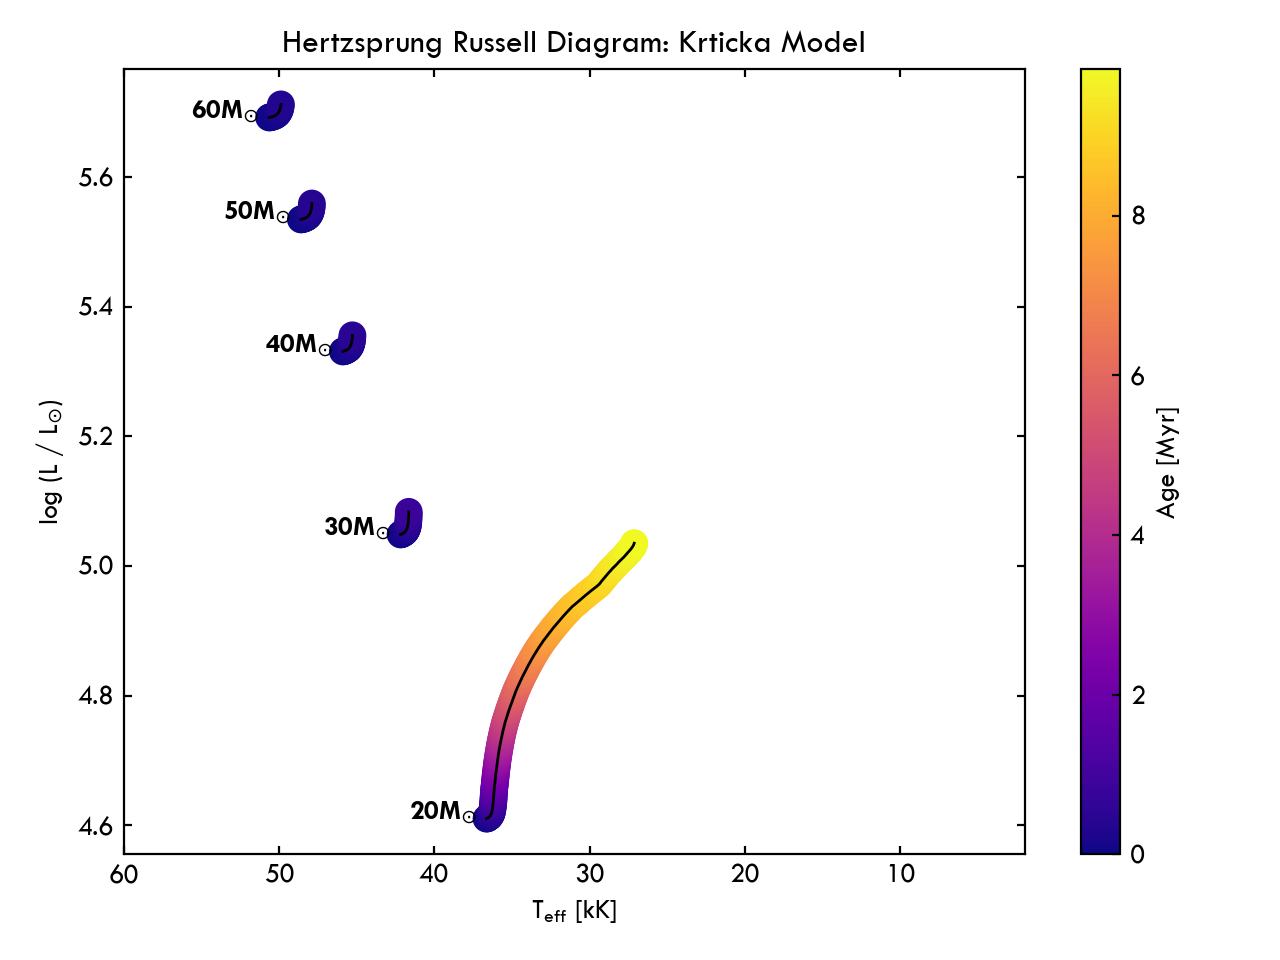 Hertzsprung Russell Diagram: Krticka Model
60M⊙
50M⊙
40M⊙
30M⊙
20M⊙
5.6
5.4
5.2
5.0
4.8
4.6
log (L / L⊙)
60
50
40
30
20
10
T_eff [kK]
8
6
4
2
0
Age [Myr]